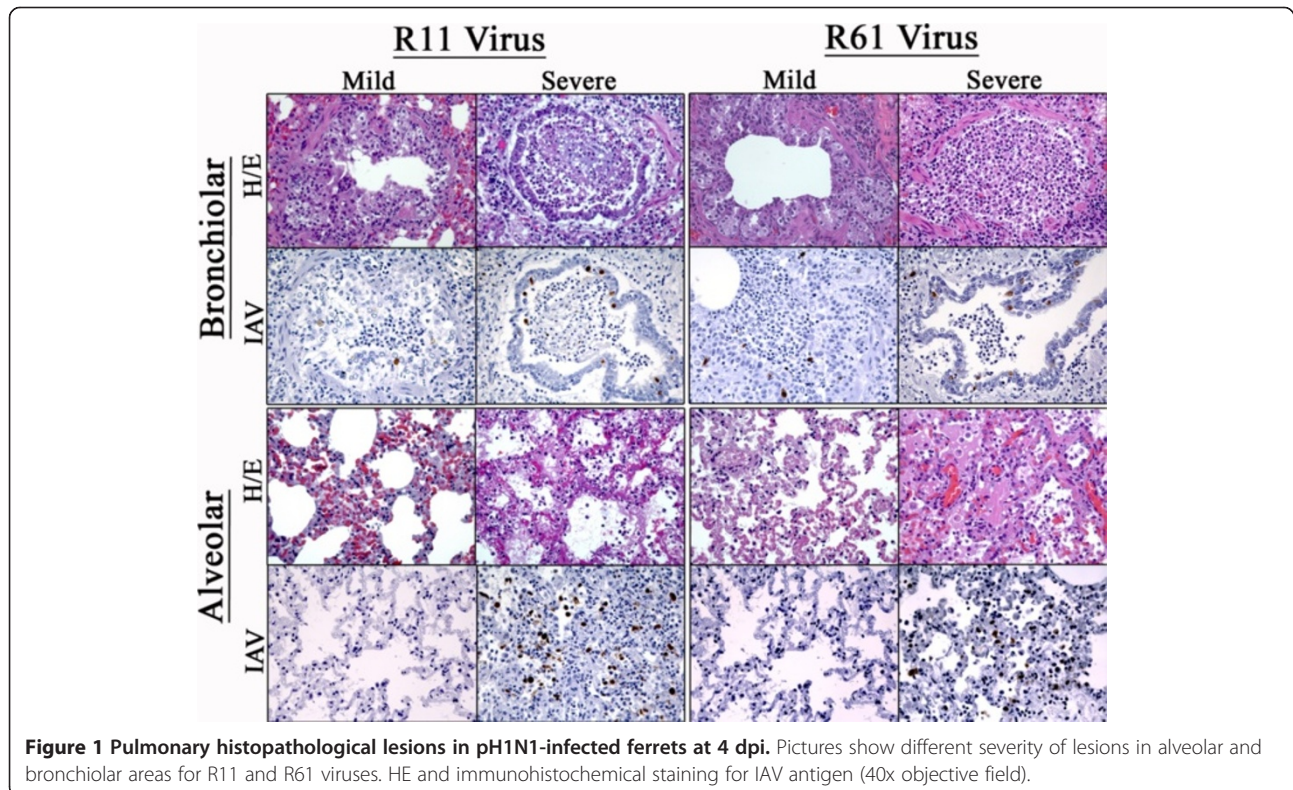 R11 Virus
R61 Virus
Mild
Severe
Mild
Severe
Bronchiolar
H/E
IAV
Alveolar
H/E
IAV
Figure 1 Pulmonary histopathological lesions in pH1N1-infected ferrets at 4 dpi. Pictures show different severity of lesions in alveolar and
bronchiolar areas for R11 and R61 viruses. HE and immunohistochemical staining for IAV antigen (40x objective field).